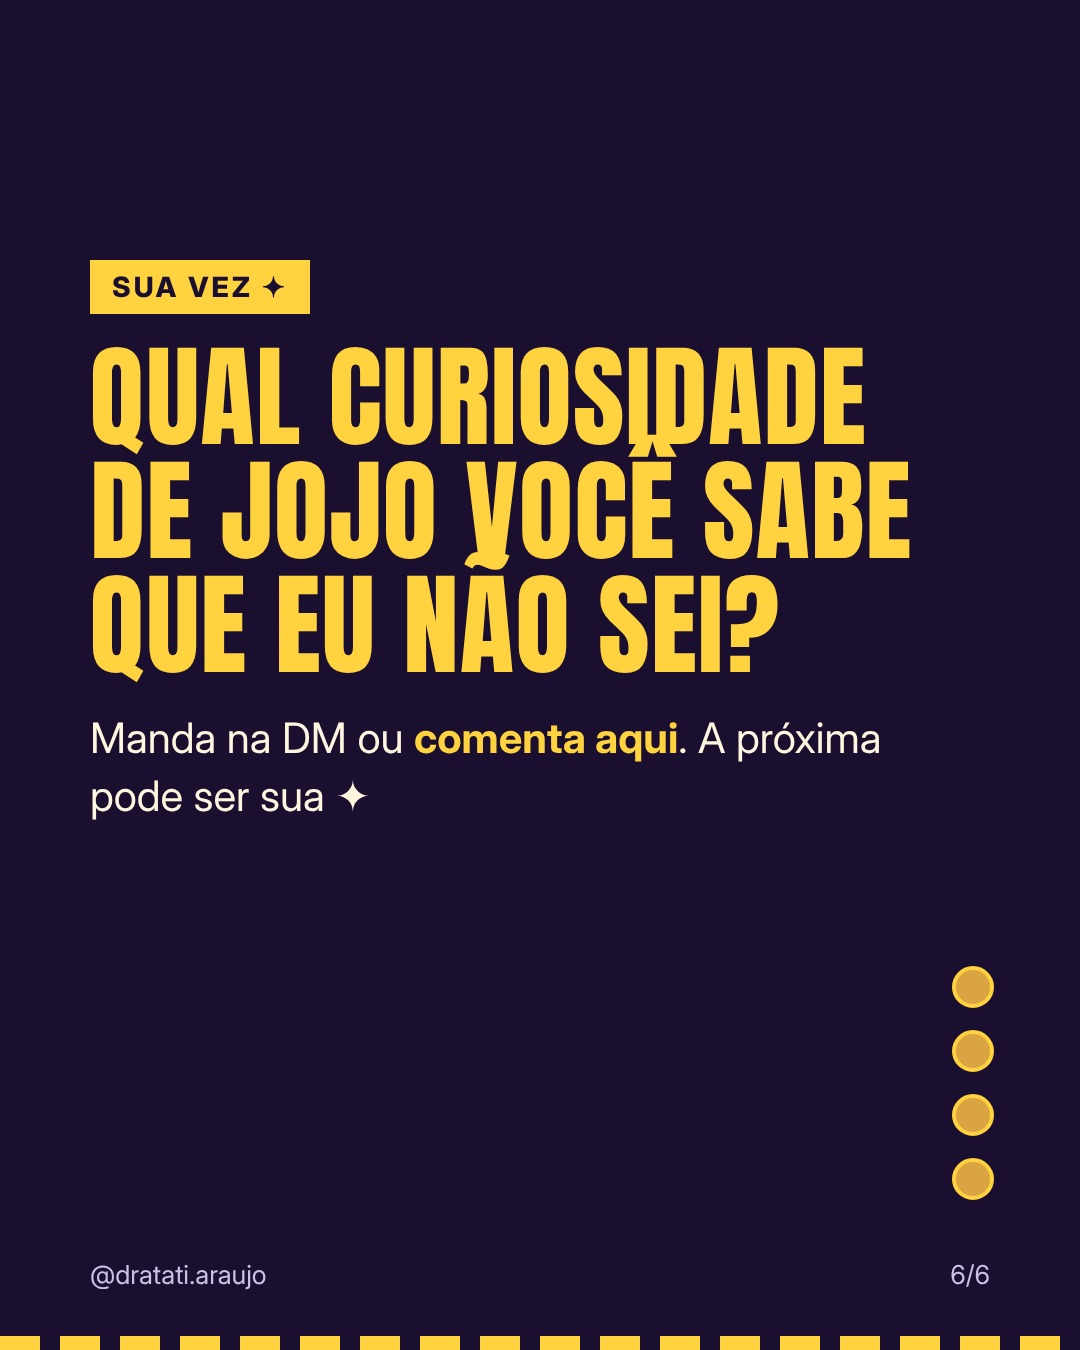 SUA VEZ ✦
QUAL CURIOSIDADE
DE JOJO VOCÊ SABE
QUE EU NÃO SEI?
Manda na DM ou comenta aqui. A próxima
pode ser sua ✦
@dratati.araujo
6/6